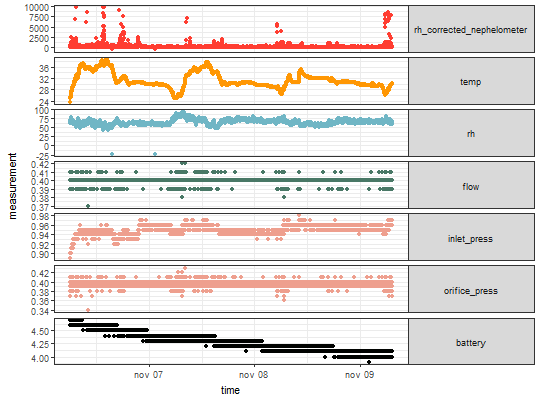 10000
7500
5000
2500
0
rh_corrected_nephelometer
36
32
28
24
temp
100
75
50
25
0
-25
rh
0.42
0.41
0.40
0.39
0.38
0.37
flow
0.98
0.96
0.94
0.92
0.90
inlet_press
0.40
0.38
0.36
0.34
orifice_press
4.50
4.25
4.00
battery
measurement
nov 07
nov 08
nov 09
time